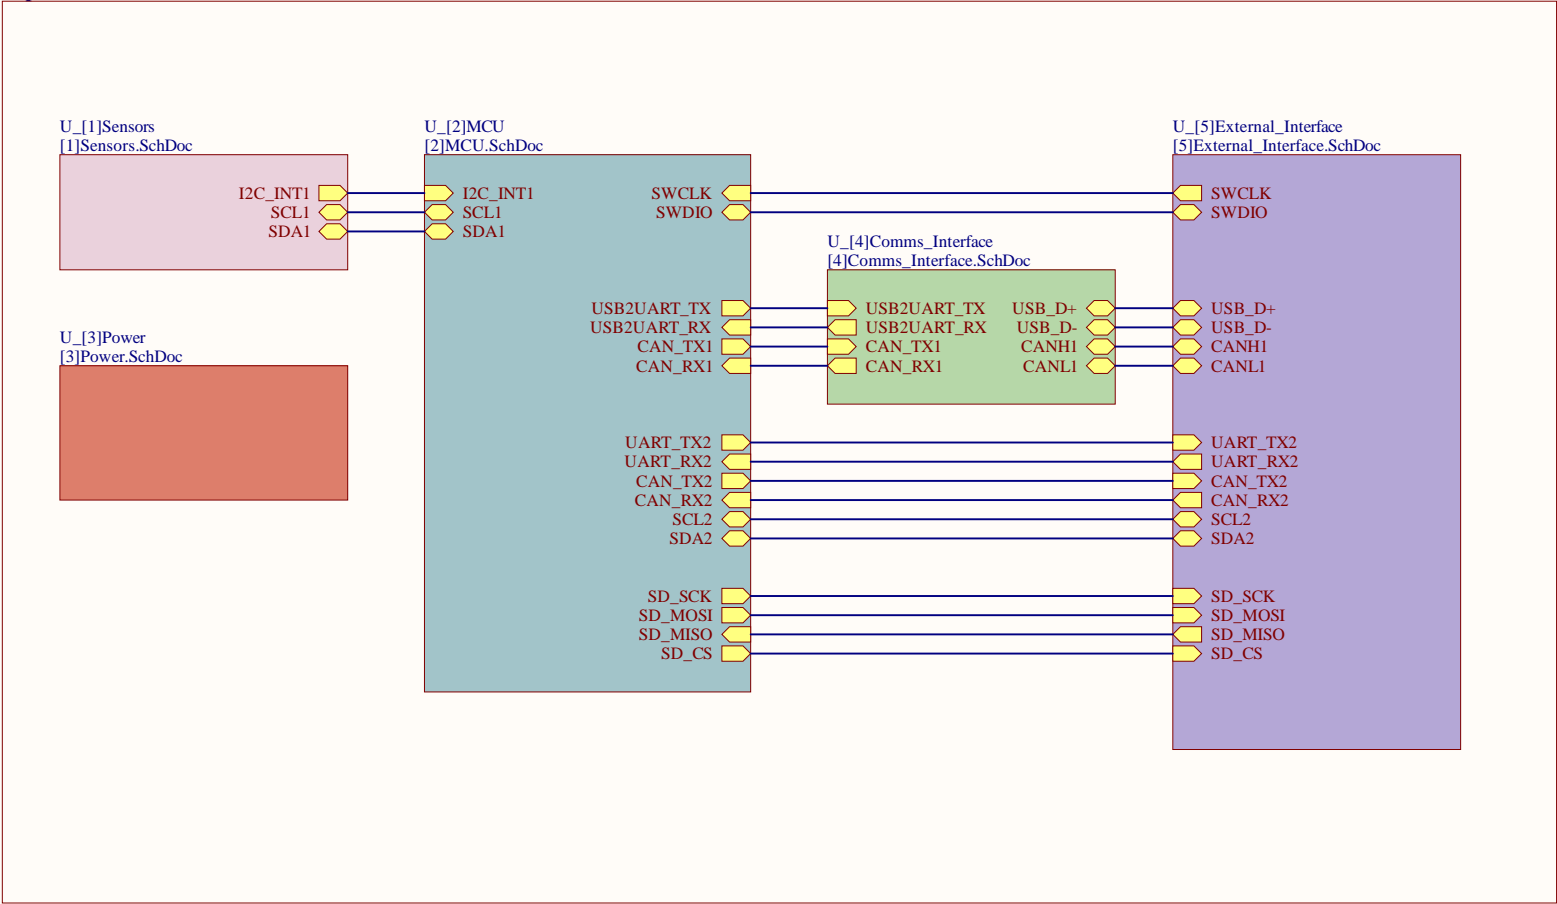 U_[1]Sensors
[1]Sensors.SchDoc
I2C_INT1
SCL1
SDA1
U_[3]Power
[3]Power.SchDoc
U_[2]MCU
[2]MCU.SchDoc
I2C_INT1
SCL1
SDA1
SWCLK
SWDIO
USB2UART_TX
USB2UART_RX
CAN_TX1
CAN_RX1
UART_TX2
UART_RX2
CAN_TX2
CAN_RX2
SCL2
SDA2
SD_SCK
SD_MOSI
SD_MISO
SD_CS
U_[4]Comms_Interface
[4]Comms_Interface.SchDoc
USB2UART_TX
USB2UART_RX
CAN_TX1
CAN_RX1
USB_D+
USB_D-
CANH1
CANL1
U_[5]External_Interface
[5]External_Interface.SchDoc
SWCLK
SWDIO
USB_D+
USB_D-
CANH1
CANL1
UART_TX2
UART_RX2
CAN_TX2
CAN_RX2
SCL2
SDA2
SD_SCK
SD_MOSI
SD_MISO
SD_CS